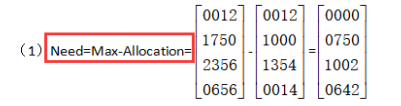 0012 0012 0000
1750 1000 0750
(1) Need=Max-Allocation= - =
2356 1354 1002
0656 0014 0642